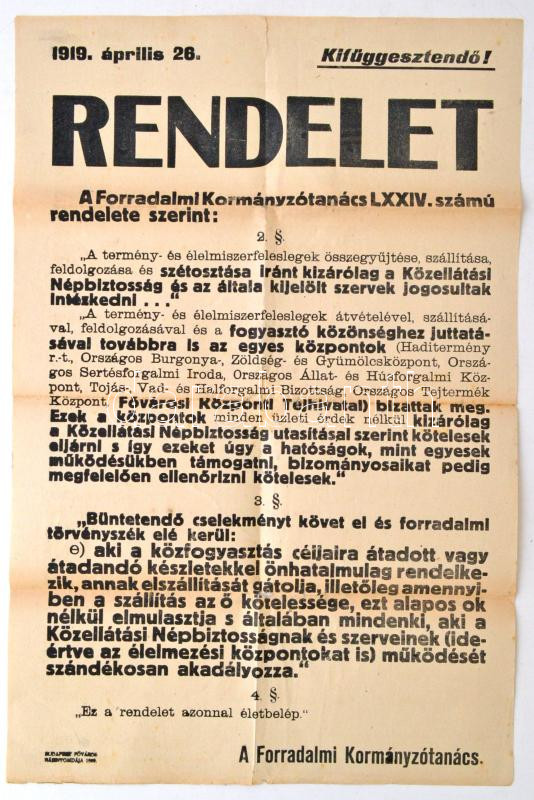 1919. április 26.
Kifüggesztendő!
RENDELET
A Forradalmi Kormányzótanács LXXIV. számú
rendelete szerint:
2. §.
„A termény- és élelmiszerfeleslegek összegyűjtése, szállítása,
feldolgozása és szétosztása iránt kizárólag a Közellátási
Népbiztosság és az általa kijelölt szervek jogosultak
intézkedni . . .“
„A termény- és élelmiszerfeleslegek átvételével, szállításá-
val, feldolgozásával és a fogyasztó közönséghez juttatá-
sával továbbra is az egyes központok (Haditermény
r.-t., Országos Burgonya-, Zöldség- és Gyümölcsközpont, Orszá-
gos Sertésforgalmi Iroda, Országos Állat- és Húsforgalmi Köz-
pont, Tojás-, Vad- és Halforgalmi Bizottság, Országos Tejtermék
Központ, Fővárosi Központi Tejhivatal) bizattak meg.
Ezek a központok minden üzleti érdek nélkül kizárólag
a Közellátási Népbiztosság utasításai szerint kötelesek
eljárni s így ezeket úgy a hatóságok, mint egyesek
működésükben támogatni, bizományosaikat pedig
megfelelően ellenőrizni kötelesek.“
3. §.
„Büntetendő cselekményt követ el és forradalmi
törvényszék elé kerül:
e) aki a közfogyasztás céljaira átadott vagy
átadandó készletekkel önhatalmulag rendelke-
zik, annak elszállítását gátolja, illetőleg amennyi-
ben a szállítás az ő kötelessége, ezt alapos ok
nélkül elmulasztja s általában mindenki, aki a
Közellátási Népbiztosságnak és szerveinek (ide-
értve az élelmezési központokat is) működését
szándékosan akadályozza.“
4. §.
„Ez a rendelet azonnal életbelép.“
A Forradalmi Kormányzótanács.
BUDAPEST FŐVÁROS
HÁZINYOMDÁJA 1919.